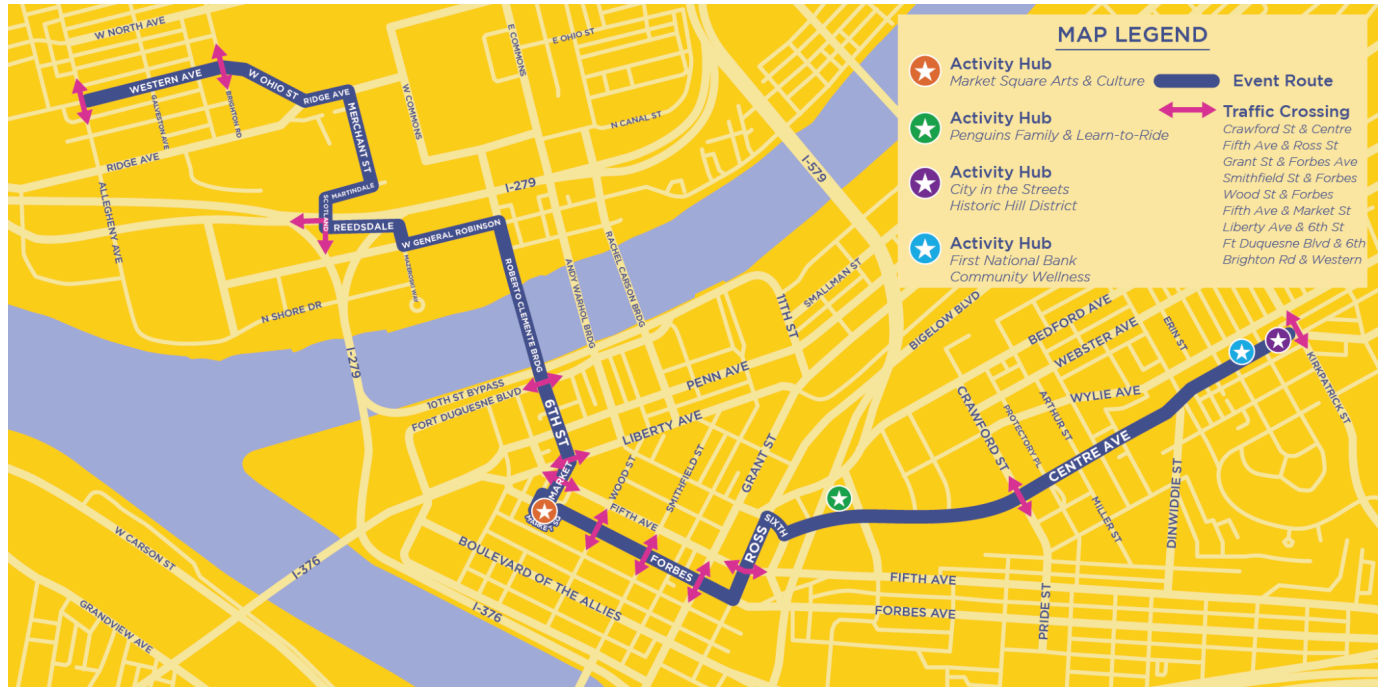 MAP LEGEND
Activity Hub
Market Square Arts & Culture
Activity Hub
Penguins Family & Learn-to-Ride
Activity Hub
City in the Streets
Historic Hill District
Activity Hub
First National Bank
Community Wellness
Event Route
Traffic Crossing
Crawford St & Centre
Fifth Ave & Ross St
Grant St & Forbes Ave
Smithfield St & Forbes
Wood St & Forbes
Fifth Ave & Market St
Liberty Ave & 6th St
Ft Duquesne Blvd & 6th
Brighton Rd & Western
W NORTH AVE
WESTERN AVE
W OHIO ST
RIDGE AVE
MERCHANT ST
GALVESTON AVE
BRIGHTON RD
RIDGE AVE
ALLEGHENY AVE
MARTINDALE
SCOTLAND
REEDSDALE
W GENERAL ROBINSON
MAZEROSKI WAY
N SHORE DR
I-279
I-279
W COMMONS
E COMMONS
E OHIO ST
N CANAL ST
I-579
ROBERTO CLEMENTE BRDG
ANDY WARHOL BRDG
RACHEL CARSON BRDG
10TH ST BYPASS
FORT DUQUESNE BLVD
6TH ST
MARKET
LIBERTY AVE
PENN AVE
11TH ST
SMALLMAN ST
BIGELOW BLVD
WOOD ST
SMITHFIELD ST
GRANT ST
FIFTH AVE
FORBES
ROSS
SIXTH
BOULEVARD OF THE ALLIES
I-376
I-376
W CARSON ST
GRANDVIEW AVE
FIFTH AVE
FORBES AVE
PRIDE ST
CRAWFORD ST
PROTECTORY PL
ARTHUR ST
MILLER ST
CENTRE AVE
DINWIDDIE ST
WYLIE AVE
WEBSTER AVE
BEDFORD AVE
ERIN ST
KIRKPATRICK ST